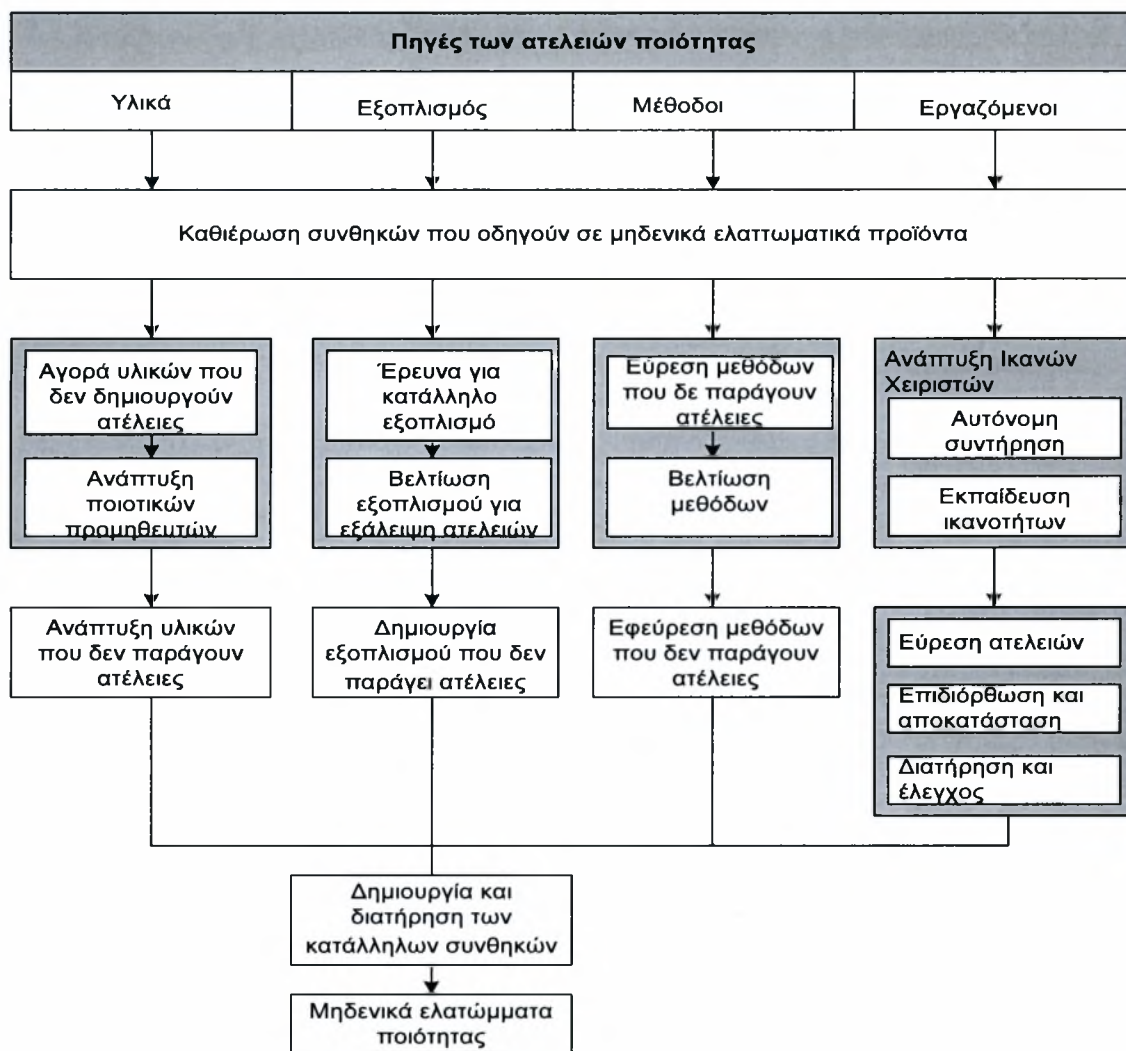 Πηγές των ατελειών ποιότητας
Υλικά
Εξοπλισμός
Μέθοδοι
Εργαζόμενοι
Καθιέρωση συνθηκών που οδηγούν σε μηδενικά ελαττωματικά προϊόντα
Αγορά υλικών που
δεν δημιουργούν
ατέλειες
Ανάπτυξη
ποιοτικών
προμηθευτών
Έρευνα για
κατάλληλο
εξοπλισμό
Βελτίωση
εξοπλισμού για
εξάλειψη ατελειών
Εύρεση μεθόδων
που δε παράγουν
ατέλειες
Βελτίωση
μεθόδων
Ανάπτυξη Ικανών
Χειριστών
Αυτόνομη
συντήρηση
Εκπαίδευση
ικανοτήτων
Ανάπτυξη υλικών
που δεν παράγουν
ατέλειες
Δημιουργία
εξοπλισμού που δεν
παράγει ατέλειες
Εφεύρεση μεθόδων
που δεν παράγουν
ατέλειες
Εύρεση ατελειών
Επιδιόρθωση και
αποκατάσταση
Διατήρηση και
έλεγχος
Δημιουργία και
διατήρηση των
κατάλληλων συνθηκών
Μηδενικά ελατώμματα
ποιότητας